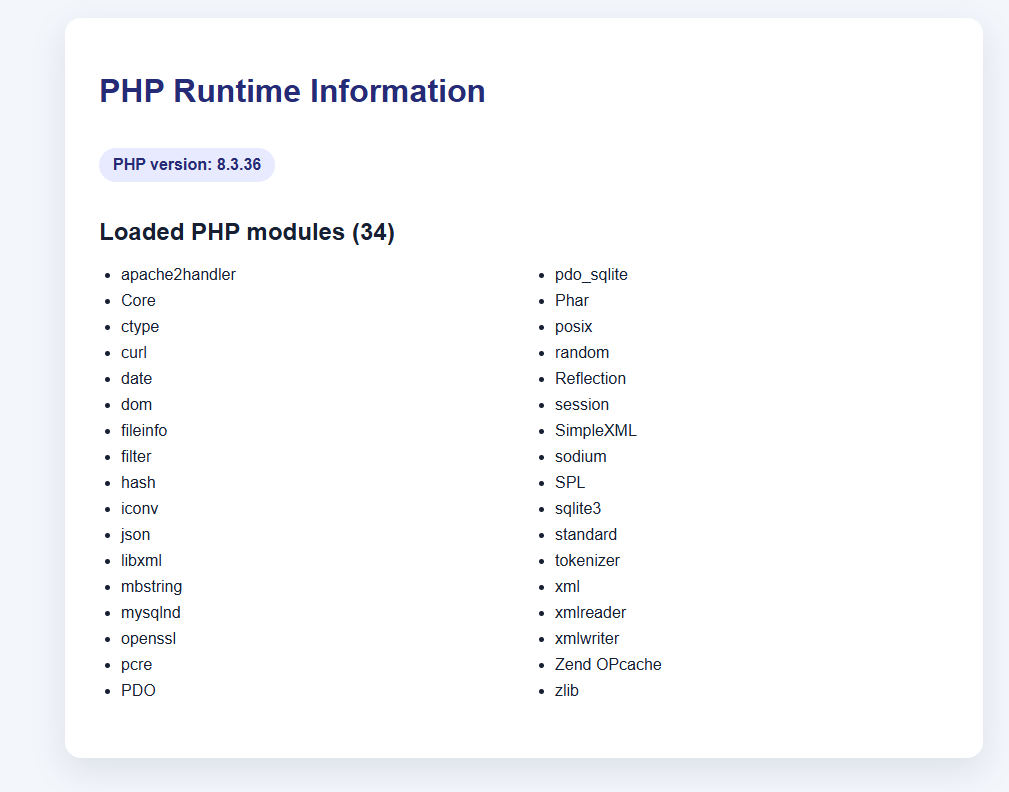 PHP Runtime Information
PHP version: 8.3.36
Loaded PHP modules (34)
apache2handler
Core
ctype
curl
date
dom
fileinfo
filter
hash
iconv
json
libxml
mbstring
mysqlnd
openssl
pcre
PDO
pdo_sqlite
Phar
posix
random
Reflection
session
SimpleXML
sodium
SPL
sqlite3
standard
tokenizer
xml
xmlreader
xmlwriter
Zend OPcache
zlib